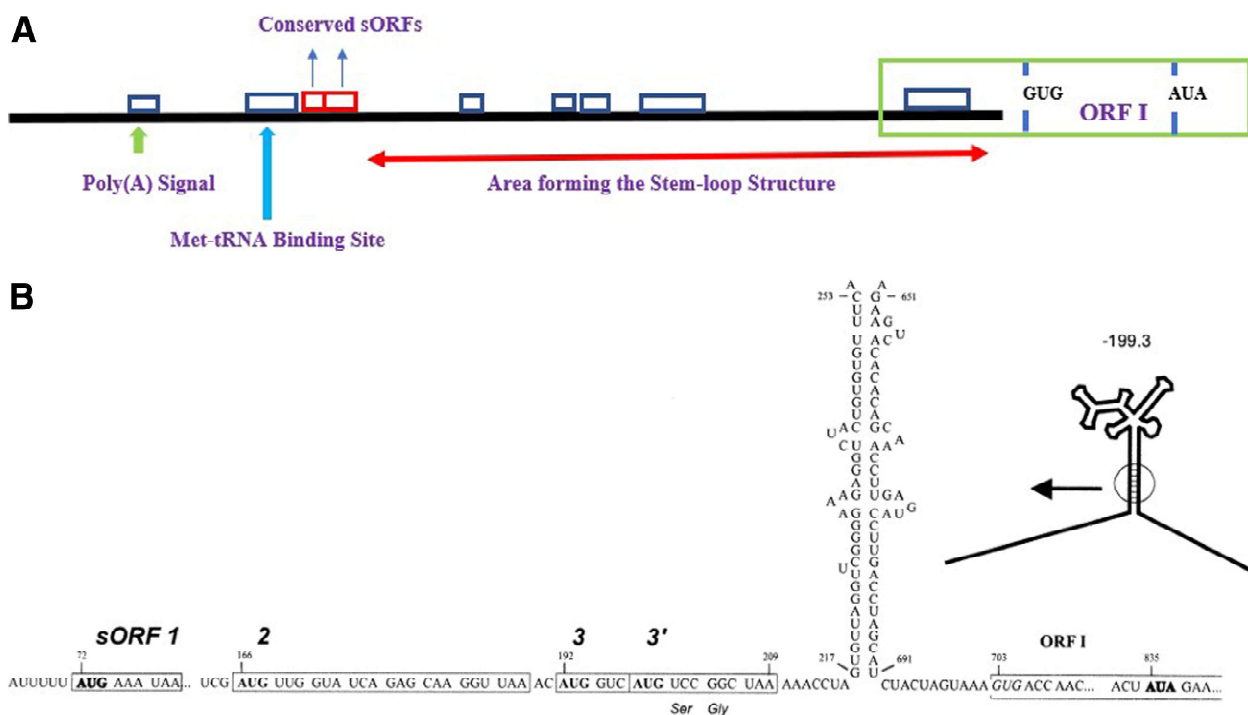 A
Conserved sORFs
GUG
AUA
ORF I
Poly(A) Signal
Area forming the Stem-loop Structure
Met-tRNA Binding Site
B
A A
253 – C G – 651
U A
U A A G
U
U A C
G C
U A
G C
U A
G C
U A
U A C G C
A
C U A A A
G C
G C
A U
A A G U G A
A G
A A G C A U
-199.3
sORF 1 2 3 3' ORF I
72 166 192 209 217 691 703 835
AUUUUU AUG AAA UAA... UCG AUG UUG GUA UCA GAG CAA GGU UAA AC AUG GUC AUG UCC GGC UAA AAACCUA CUACUAGUAAA GUG ACC AAC... ACU AUA GAA...
Ser Gly